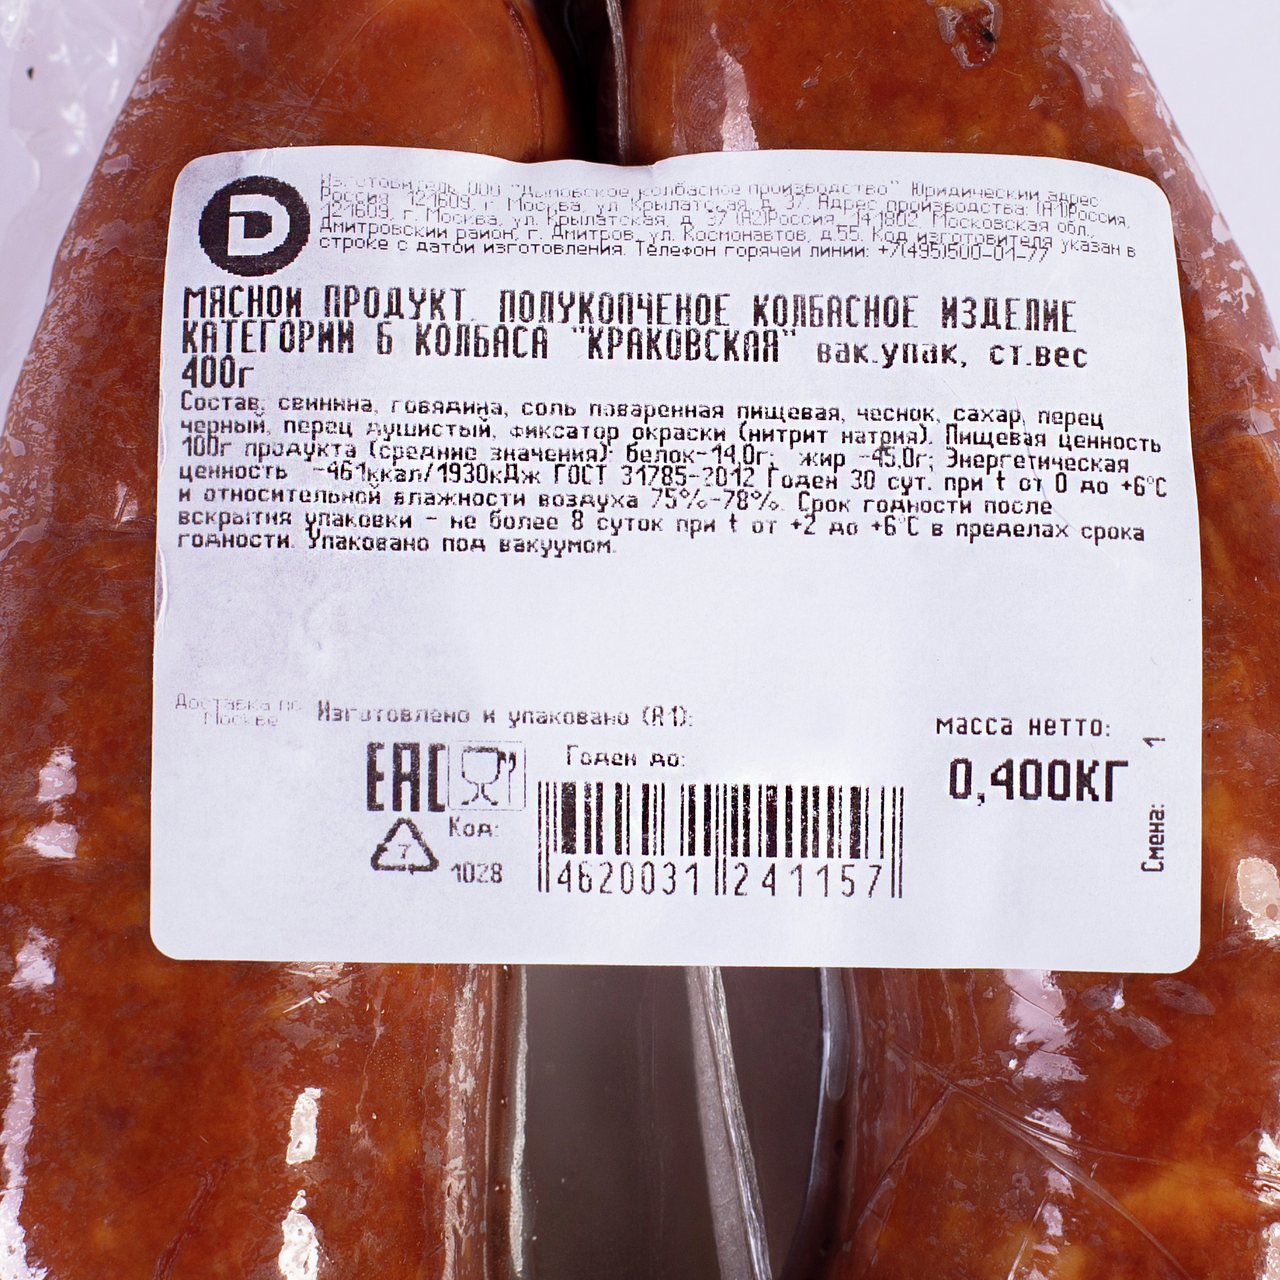 D
Изготовитель: ООО "Дымовское колбасное производство" Юридический адрес:
Россия, 121609, г. Москва, ул. Крылатская, д. 37. Адрес производства: (А1)Россия,
121609, г. Москва, ул. Крылатская, д. 37 (А2)Россия, 141802, Московская обл.,
Дмитровский район, г. Дмитров, ул. Космонавтов, д.55. Код изготовителя указан в
строке с датой изготовления. Телефон горячей линии: +7(495)500-01-77
МЯСНОЙ ПРОДУКТ. ПОЛУКОПЧЕНОЕ КОЛБАСНОЕ ИЗДЕЛИЕ
КАТЕГОРИИ Б КОЛБАСА "КРАКОВСКАЯ" вак.упак, ст.вес
400г
Состав: свинина, говядина, соль поваренная пищевая, чеснок, сахар, перец
черный, перец душистый, фиксатор окраски (нитрит натрия). Пищевая ценность
100г продукта (средние значения): белок-14,0г; жир -45,0г; Энергетическая
ценность -461ккал/1930кДж ГОСТ 31785-2012 Годен 30 сут. при t от 0 до +6°С
и относительной влажности воздуха 75%-78%. Срок годности после
вскрытия упаковки - не более 8 суток при t от +2 до +6°С в пределах срока
годности. Упаковано под вакуумом.
Доставка по
Москве
Изготовлено и упаковано (А1):
масса нетто:
Годен до:
EAC
0,400КГ
Код:
7
1028
4620031 241157
Смена: 1